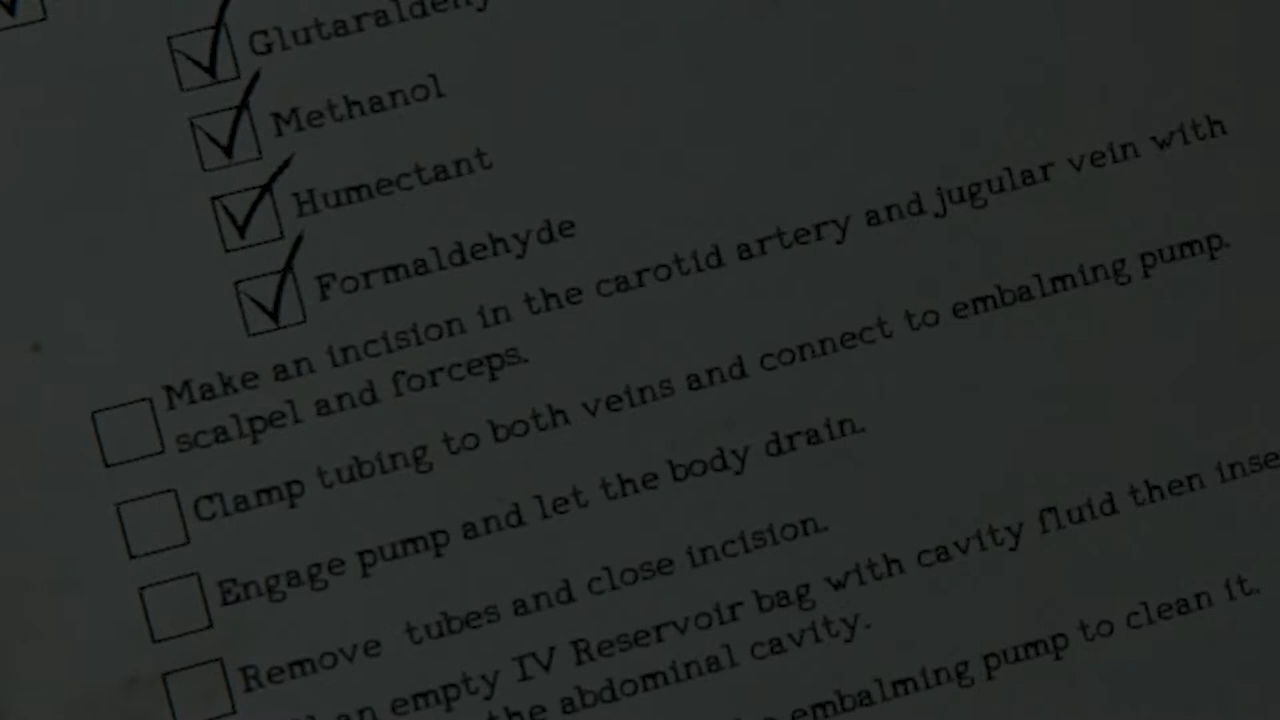 Glutaraldehy
Methanol
Humectant
Formaldehyde
Make an incision in the carotid artery and jugular vein with
scalpel and forceps.
Clamp tubing to both veins and connect to embalming pump.
Engage pump and let the body drain.
Remove tubes and close incision.
an empty IV Reservoir bag with cavity fluid then inse
the abdominal cavity.
embalming pump to clean it.